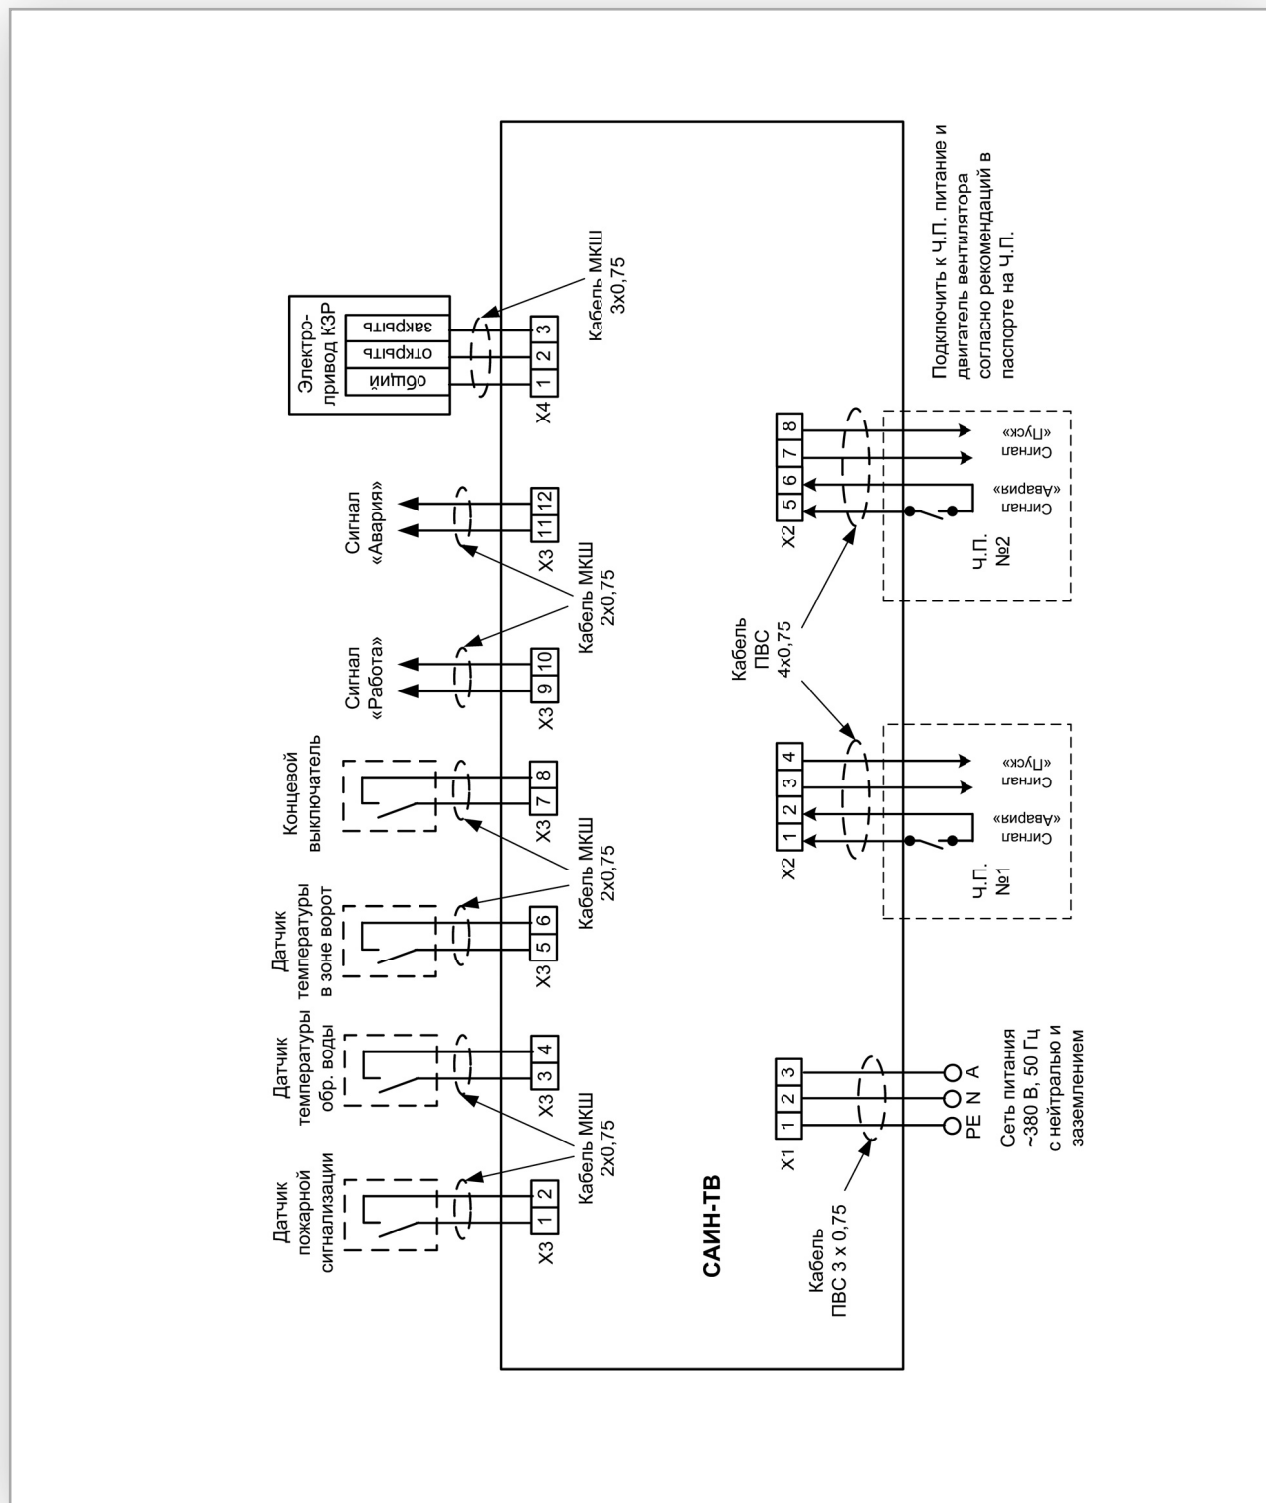 Датчик
пожарной
сигнализации
Датчик
температуры
обр. воды
Датчик
температуры
в зоне ворот
Концевой
выключатель
Сигнал
«Работа»
Сигнал
«Авария»
Электро-
привод КЗР
общий
открыть
закрыть
X3 1 2
X3 3 4
X3 5 6
X3 7 8
X3 9 10
X3 11 12
X4 1 2 3
Кабель МКШ
2x0,75
Кабель МКШ
2x0,75
Кабель МКШ
2x0,75
Кабель МКШ
3x0,75
САИН-ТВ
Кабель
ПВС
4x0,75
X1 1 2 3
X2 1 2 3 4
X2 5 6 7 8
Кабель
ПВС 3 x 0,75
PE N A
Сеть питания
~380 В, 50 Гц
с нейтралью и
заземлением
Ч.П.
№1
Сигнал
«Авария»
Сигнал
«Пуск»
Ч.П.
№2
Сигнал
«Авария»
Сигнал
«Пуск»
Подключить к Ч.П. питание и
двигатель вентилятора
согласно рекомендаций в
паспорте на Ч.П.